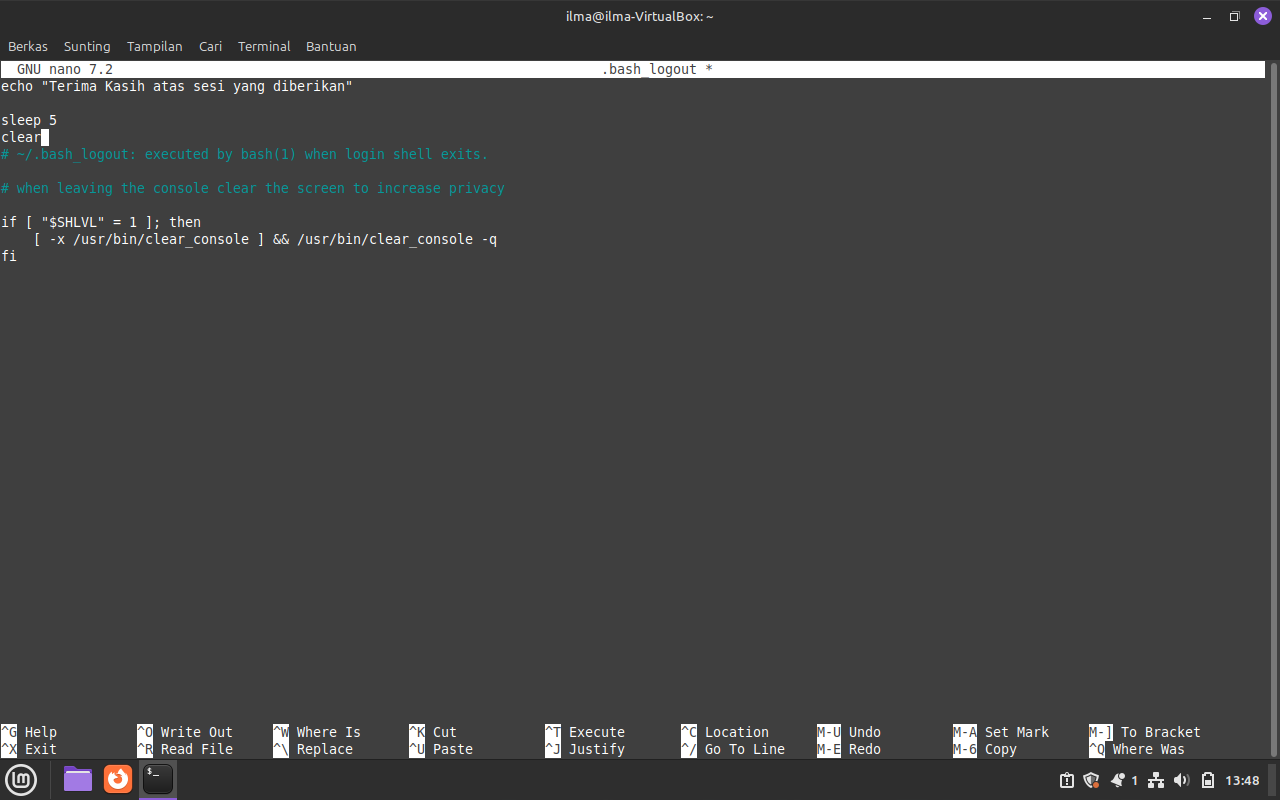 ilma@ilma-VirtualBox: ~
Berkas Sunting Tampilan Cari Terminal Bantuan
GNU nano 7.2 .bash_logout *
echo "Terima Kasih atas sesi yang diberikan"
sleep 5
clear
# ~/.bash_logout: executed by bash(1) when login shell exits.
# when leaving the console clear the screen to increase privacy
if [ "$SHLVL" = 1 ]; then
    [ -x /usr/bin/clear_console ] && /usr/bin/clear_console -q
fi
^G Help ^O Write Out ^W Where Is ^K Cut ^T Execute ^C Location M-U Undo M-A Set Mark M-] To Bracket
^X Exit ^R Read File ^\ Replace ^U Paste ^J Justify ^/ Go To Line M-E Redo M-6 Copy ^Q Where Was
$_ 1 13:48